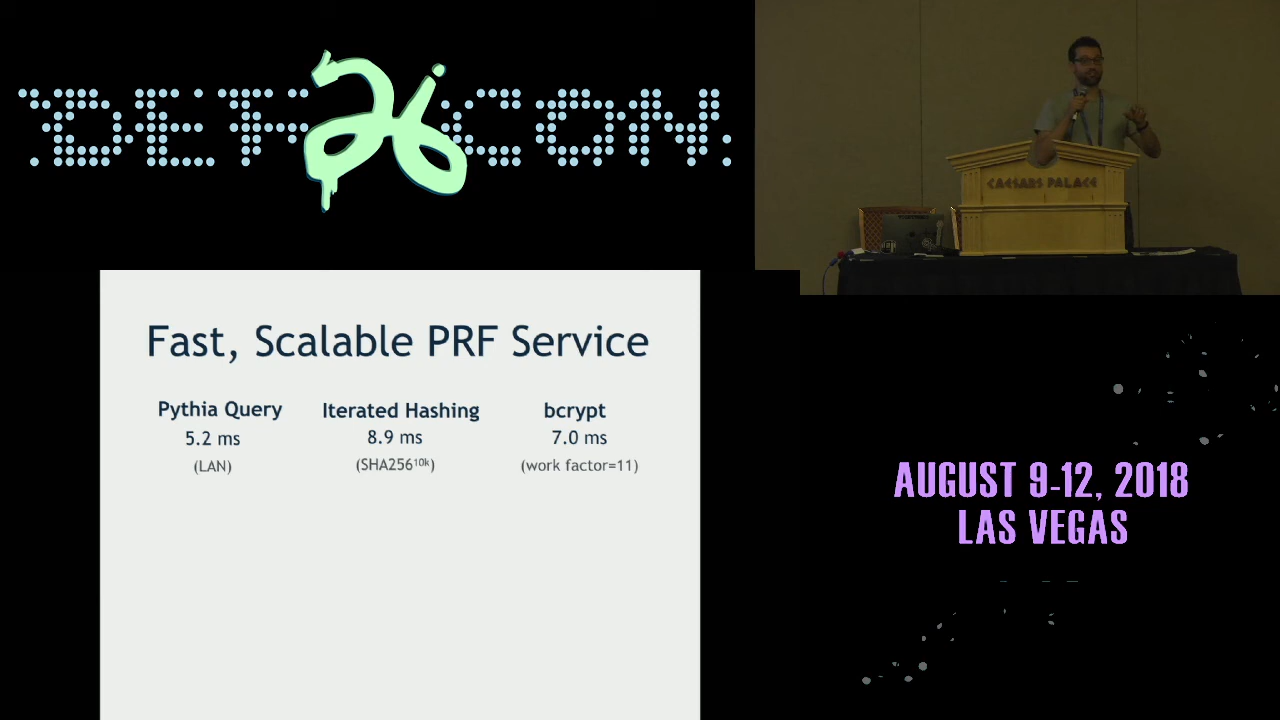 DEF 26 CON
CAESARS PALACE
Fast, Scalable PRF Service
Pythia Query
5.2 ms
(LAN)
Iterated Hashing
8.9 ms
(SHA256¹⁰ᵏ)
bcrypt
7.0 ms
(work factor=11)
AUGUST 9-12, 2018
LAS VEGAS